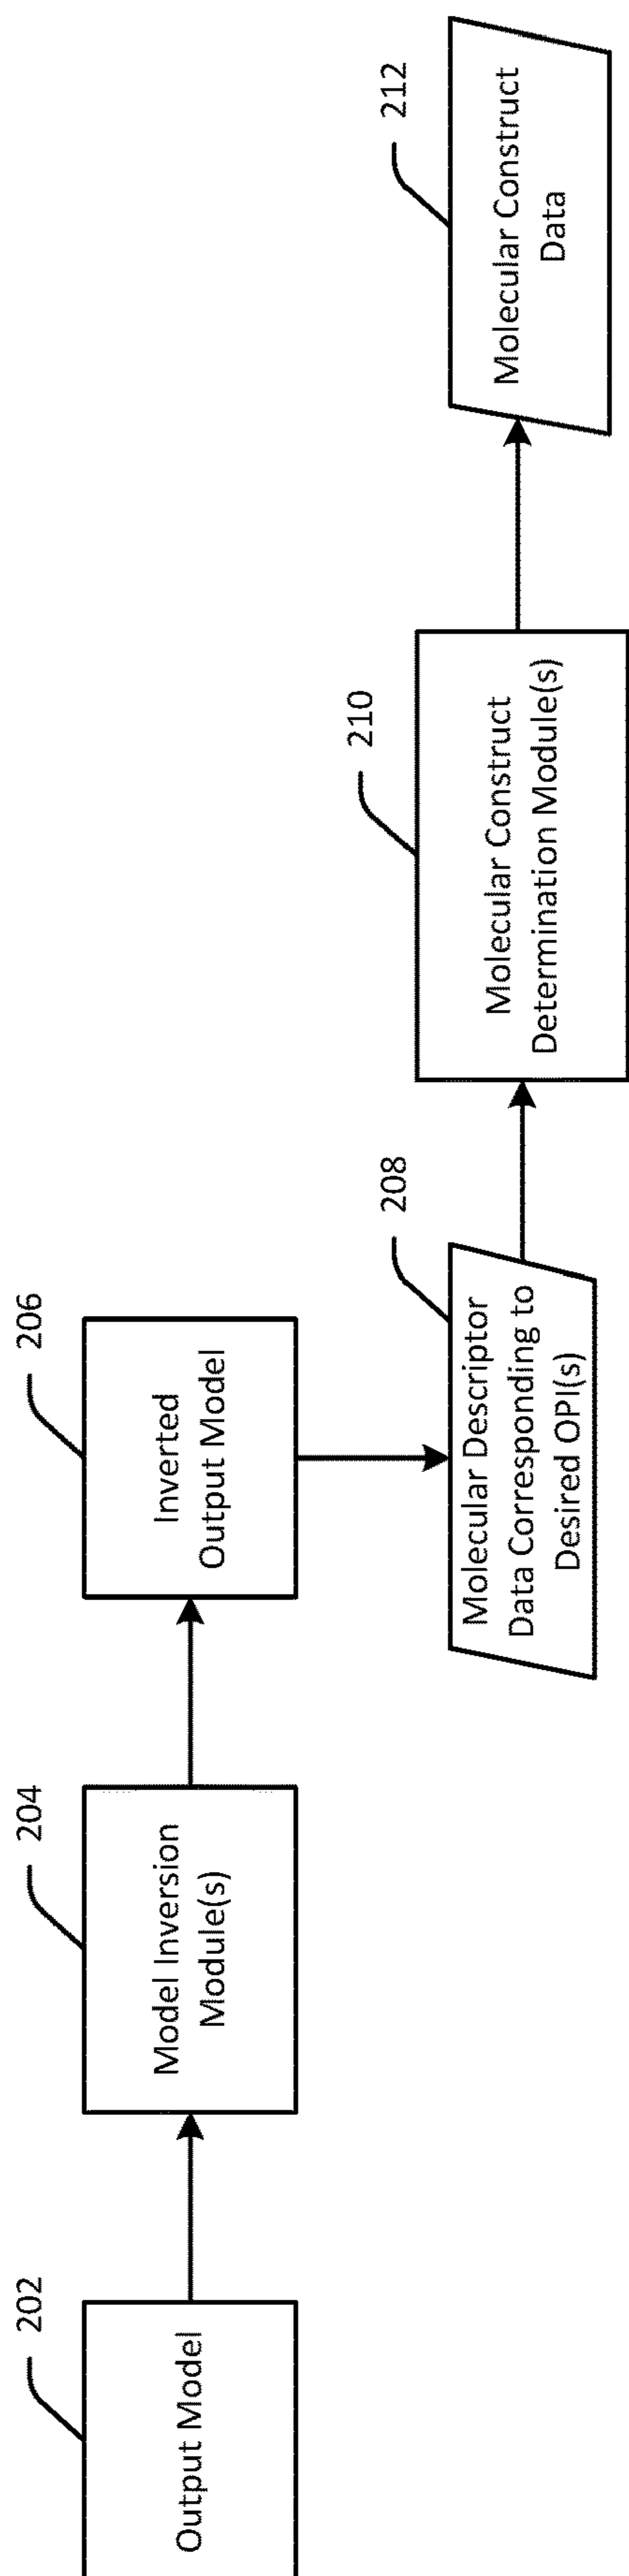 202
Output Model
204
Model Inversion
Module(s)
206
Inverted
Output Model
208
Molecular Descriptor
Data Corresponding to
Desired OPI(s)
210
Molecular Construct
Determination Module(s)
212
Molecular Construct
Data